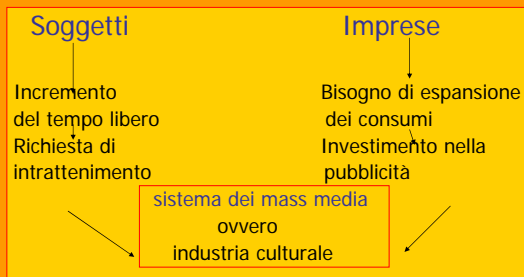 Soggetti
Incremento
del tempo libero
Richiesta di
intrattenimento
Imprese
Bisogno di espansione
dei consumi
Investimento nella
pubblicità
sistema dei mass media
ovvero
industria culturale